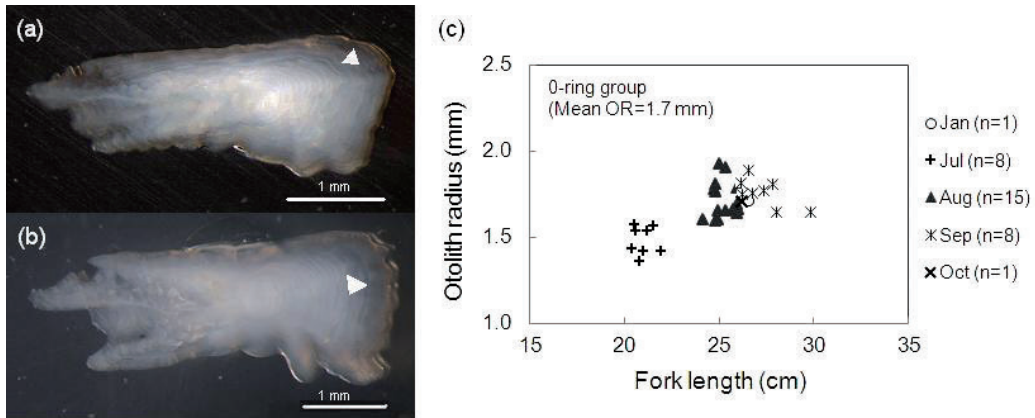 (a)
1 mm
(b)
1 mm
(c)
Otolith radius (mm)
2.5
2.0
1.5
1.0
0-ring group
(Mean OR=1.7 mm)
15
20
25
30
35
Fork length (cm)
Jan (n=1)
Jul (n=8)
Aug (n=15)
Sep (n=8)
Oct (n=1)